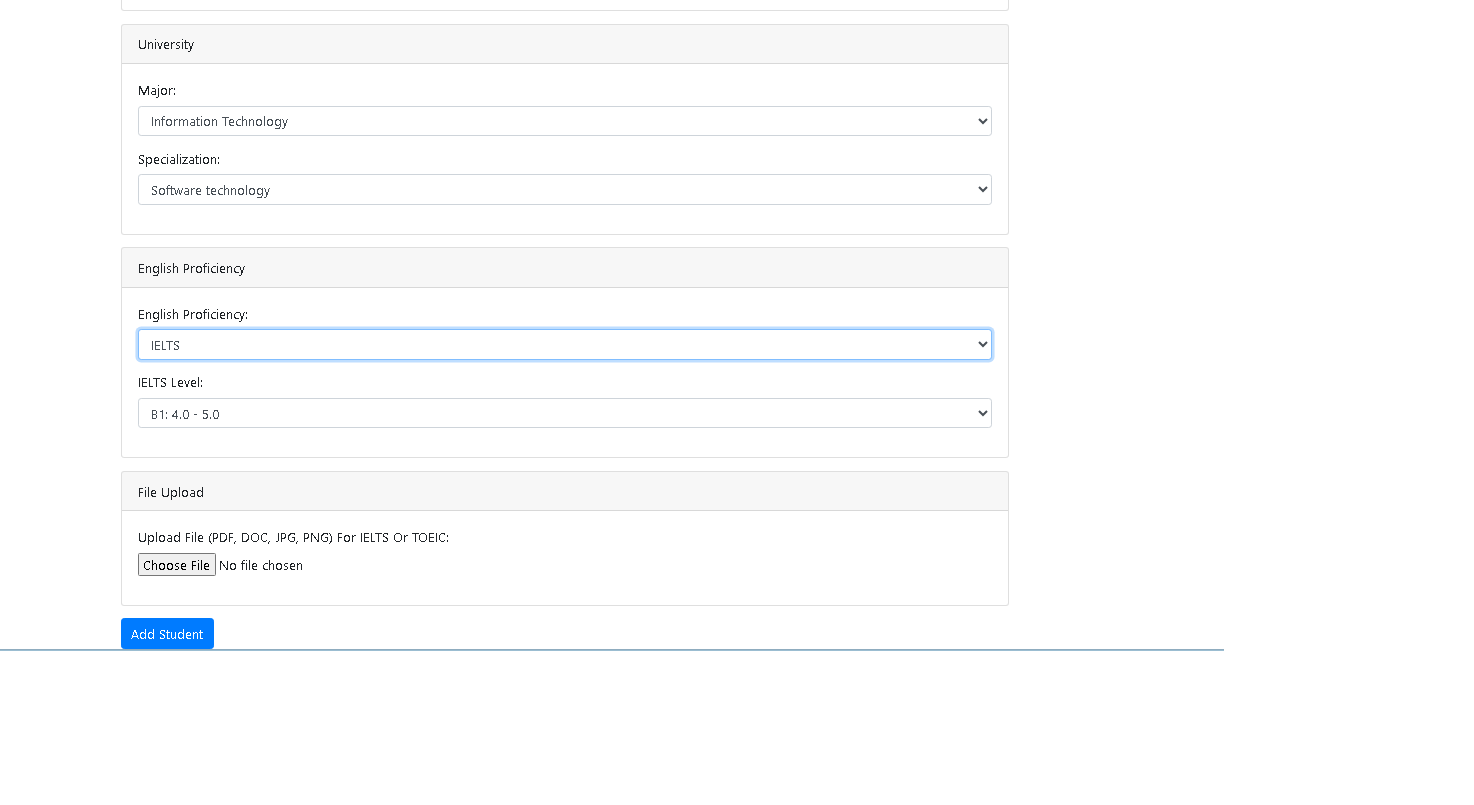 University
Major:
Information Technology
Specialization:
Software technology
English Proficiency
English Proficiency:
IELTS
IELTS Level:
B1: 4.0 - 5.0
File Upload
Upload File (PDF, DOC, JPG, PNG) For IELTS Or TOEIC:
Choose File No file chosen
Add Student